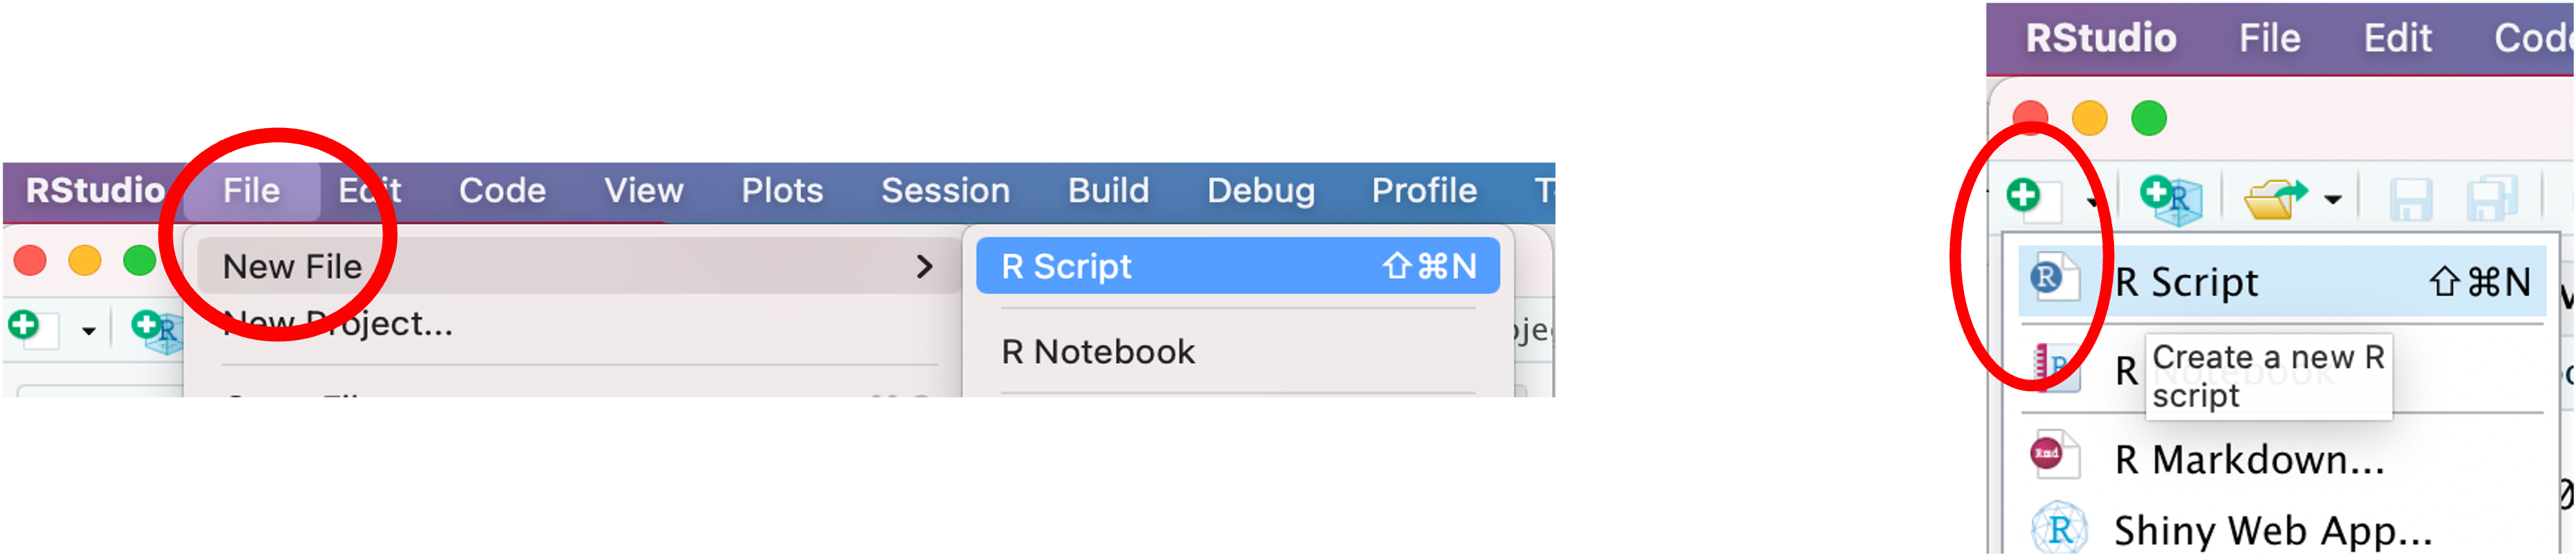 RStudio File Edit Code View Plots Session Build Debug Profile
New File
R Script ⇧⌘N
New Project...
R Notebook
RStudio File Edit
R Script ⇧⌘N
R
Create a new R
script
R Markdown...
Shiny Web App...